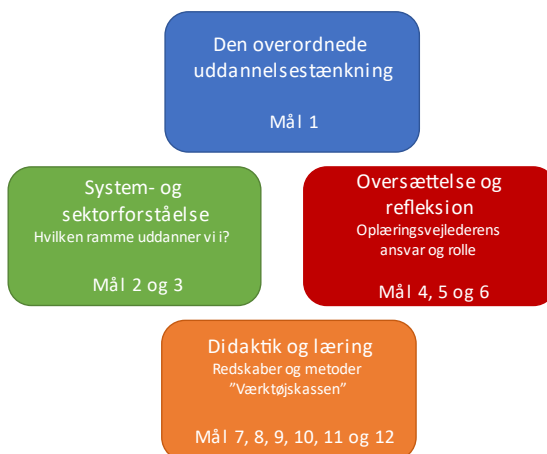 Den overordnede
uddannelsestænkning
Mål 1
System- og
sektorforståelse
Hvilken ramme uddanner vi i?
Mål 2 og 3
Oversættelse og
refleksion
Oplæringsvejlederens
ansvar og rolle
Mål 4, 5 og 6
Didaktik og læring
Redskaber og metoder
”Værktøjskassen”
Mål 7, 8, 9, 10, 11 og 12